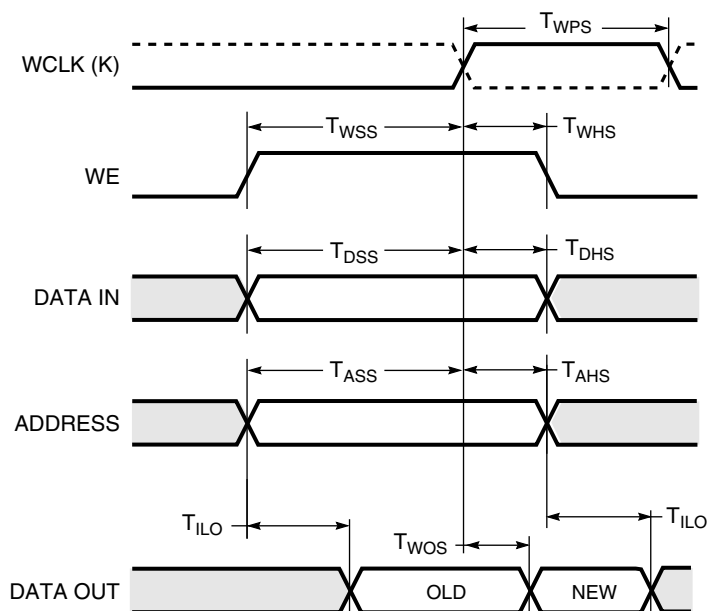 T_WPS
WCLK (K)
T_WSS T_WHS
WE
T_DSS T_DHS
DATA IN
T_ASS T_AHS
ADDRESS
T_ILO T_ILO
T_WOS
DATA OUT OLD NEW